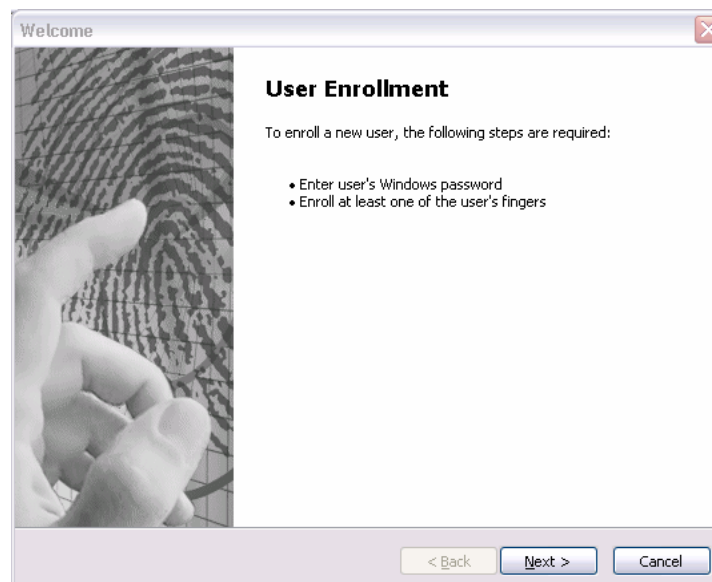 Welcome
User Enrollment
To enroll a new user, the following steps are required:
• Enter user's Windows password
• Enroll at least one of the user's fingers
< Back
Next >
Cancel